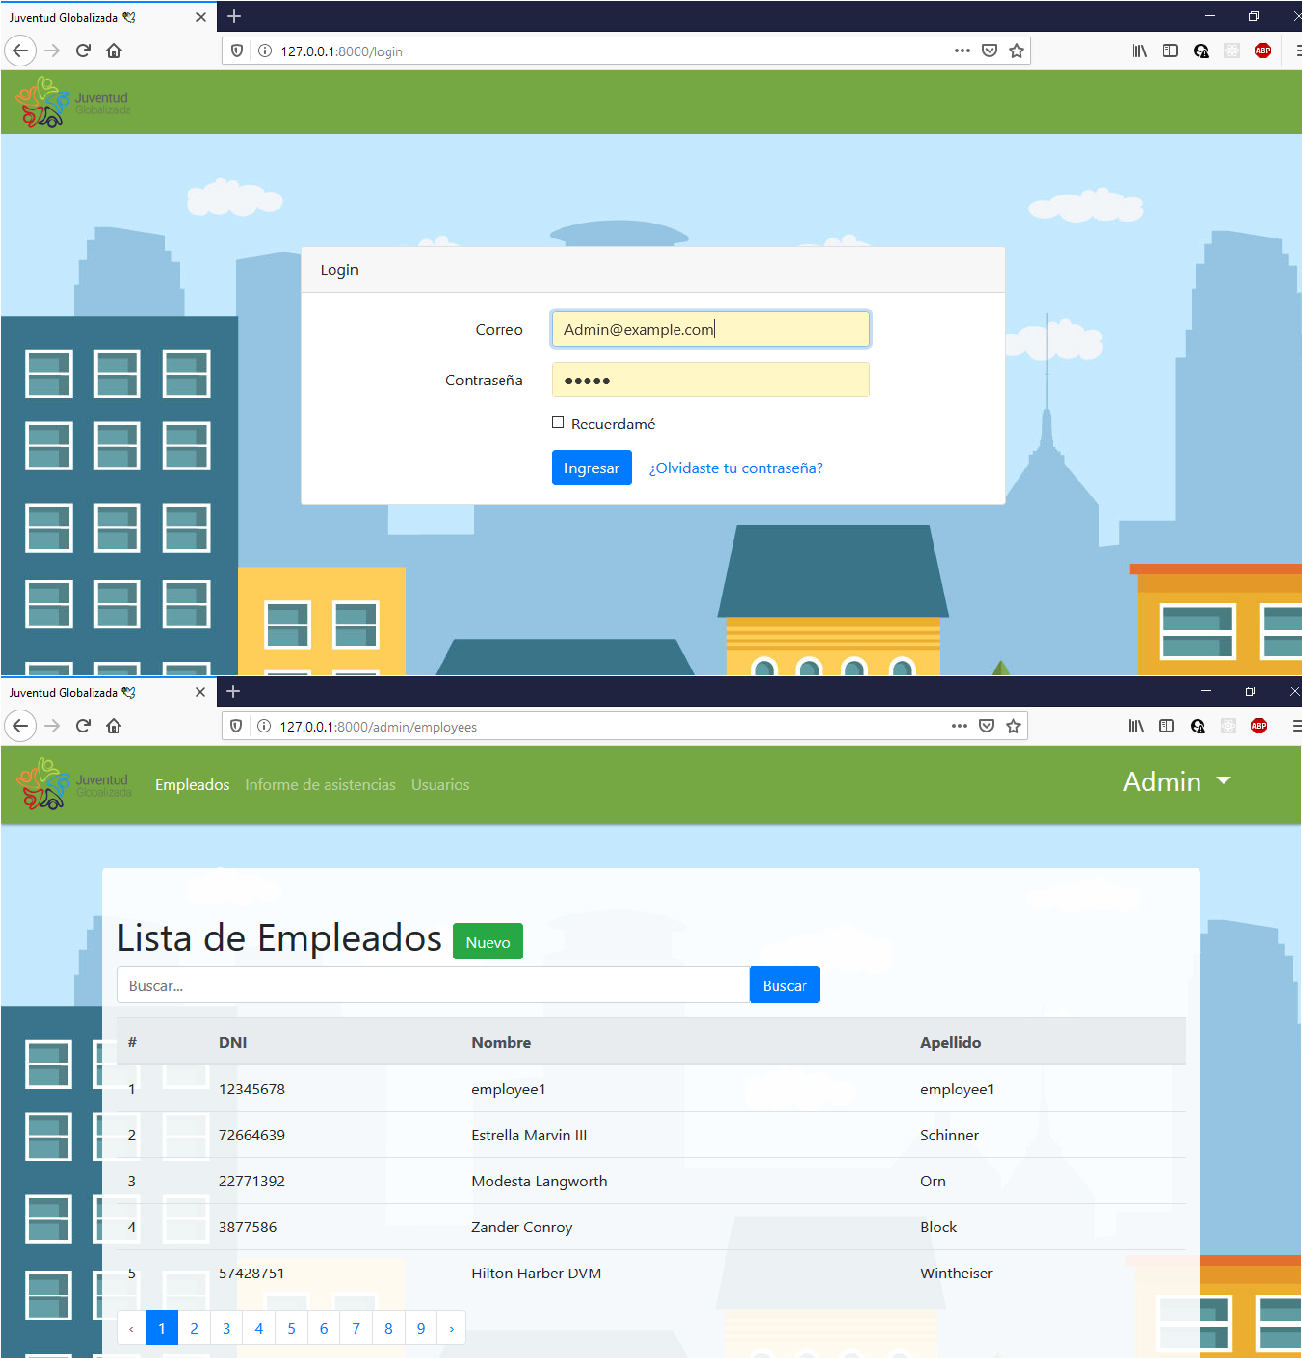 Juventud Globalizada
127.0.0.1:8000/login
ABP
Juventud
Globalizada
Login
Correo Admin@example.com
Contraseña
Recuerdamé
Ingresar ¿Olvidaste tu contraseña?
Juventud Globalizada
127.0.0.1:8000/admin/employees
ABP
Juventud
Globalizada
Empleados Informe de asistencias Usuarios Admin
Lista de Empleados Nuevo
Buscar... Buscar
# DNI Nombre Apellido
1 12345678 employee1 employee1
2 72664639 Estrella Marvin III Schinner
3 22771392 Modesta Langworth Orn
4 3877586 Zander Conroy Block
5 57428751 Hilton Harber DVM Wintheiser
‹ 1 2 3 4 5 6 7 8 9 ›